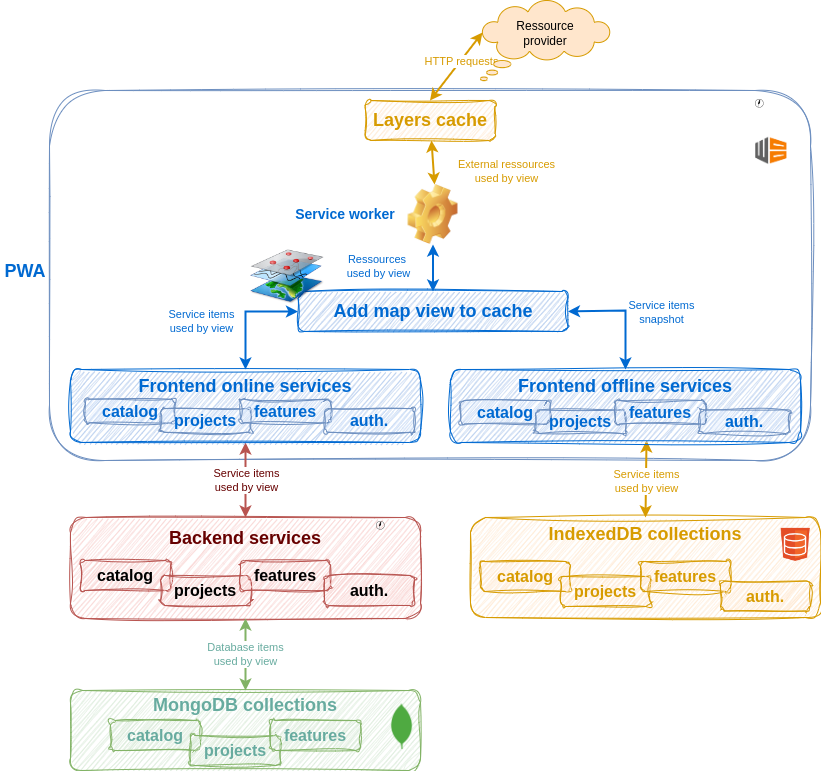 Ressource
provider
HTTP requests
Layers cache
External ressources
used by view
Service worker
Ressources
used by view
PWA
Add map view to cache
Service items
used by view
Service items
snapshot
Frontend online services
catalog
projects
features
auth.
Frontend offline services
catalog
projects
features
auth.
Service items
used by view
Service items
used by view
Backend services
catalog
projects
features
auth.
IndexedDB collections
catalog
projects
features
auth.
Database items
used by view
MongoDB collections
catalog
projects
features